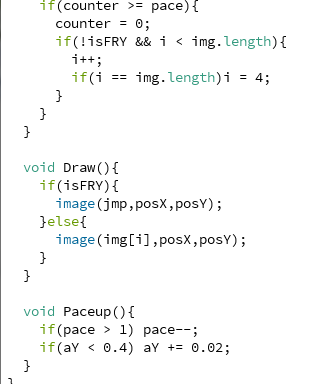 if(counter >= pace){
counter = 0;
if(!isFRY && i < img.length){
i++;
if(i == img.length)i = 4;
}
}
}
void Draw(){
if(isFRY){
image(jmp,posX,posY);
}else{
image(img[i],posX,posY);
}
}
void Paceup(){
if(pace > 1) pace--;
if(aY < 0.4) aY += 0.02;
}
}